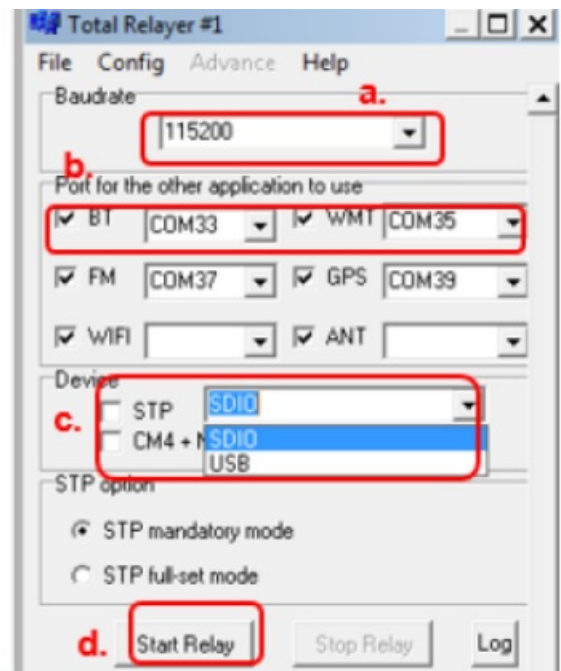 Total Relayer #1
File Config Advance Help
a.
Baudrate
115200
b.
Port for the other application to use
BT COM33 WMT COM35
FM COM37 GPS COM39
WIFI ANT
Device
STP SDIO
c.
CM4 + SDIO
USB
STP option
STP mandatory mode
STP full-set mode
d. Start Relay Stop Relay Log